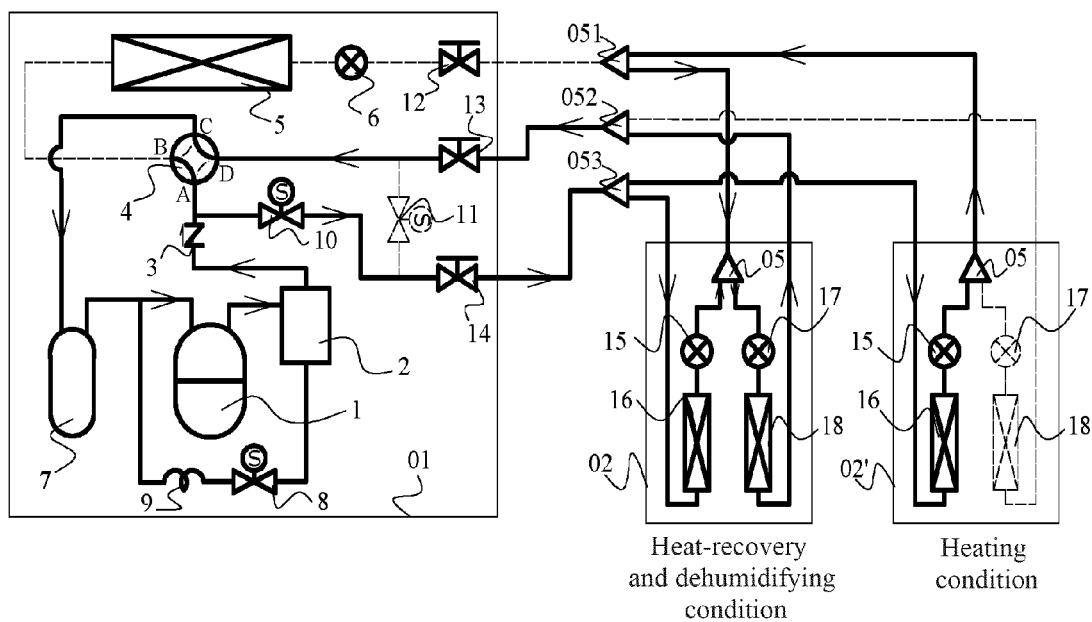 051
052
053
5
6
12
13
C
B
D
A
4
S
10
S
11
3
14
2
1
7
9
S
8
01
05
15
17
16
18
02
05
15
17
16
18
02'
Heat-recovery
and dehumidifying
condition
Heating
condition